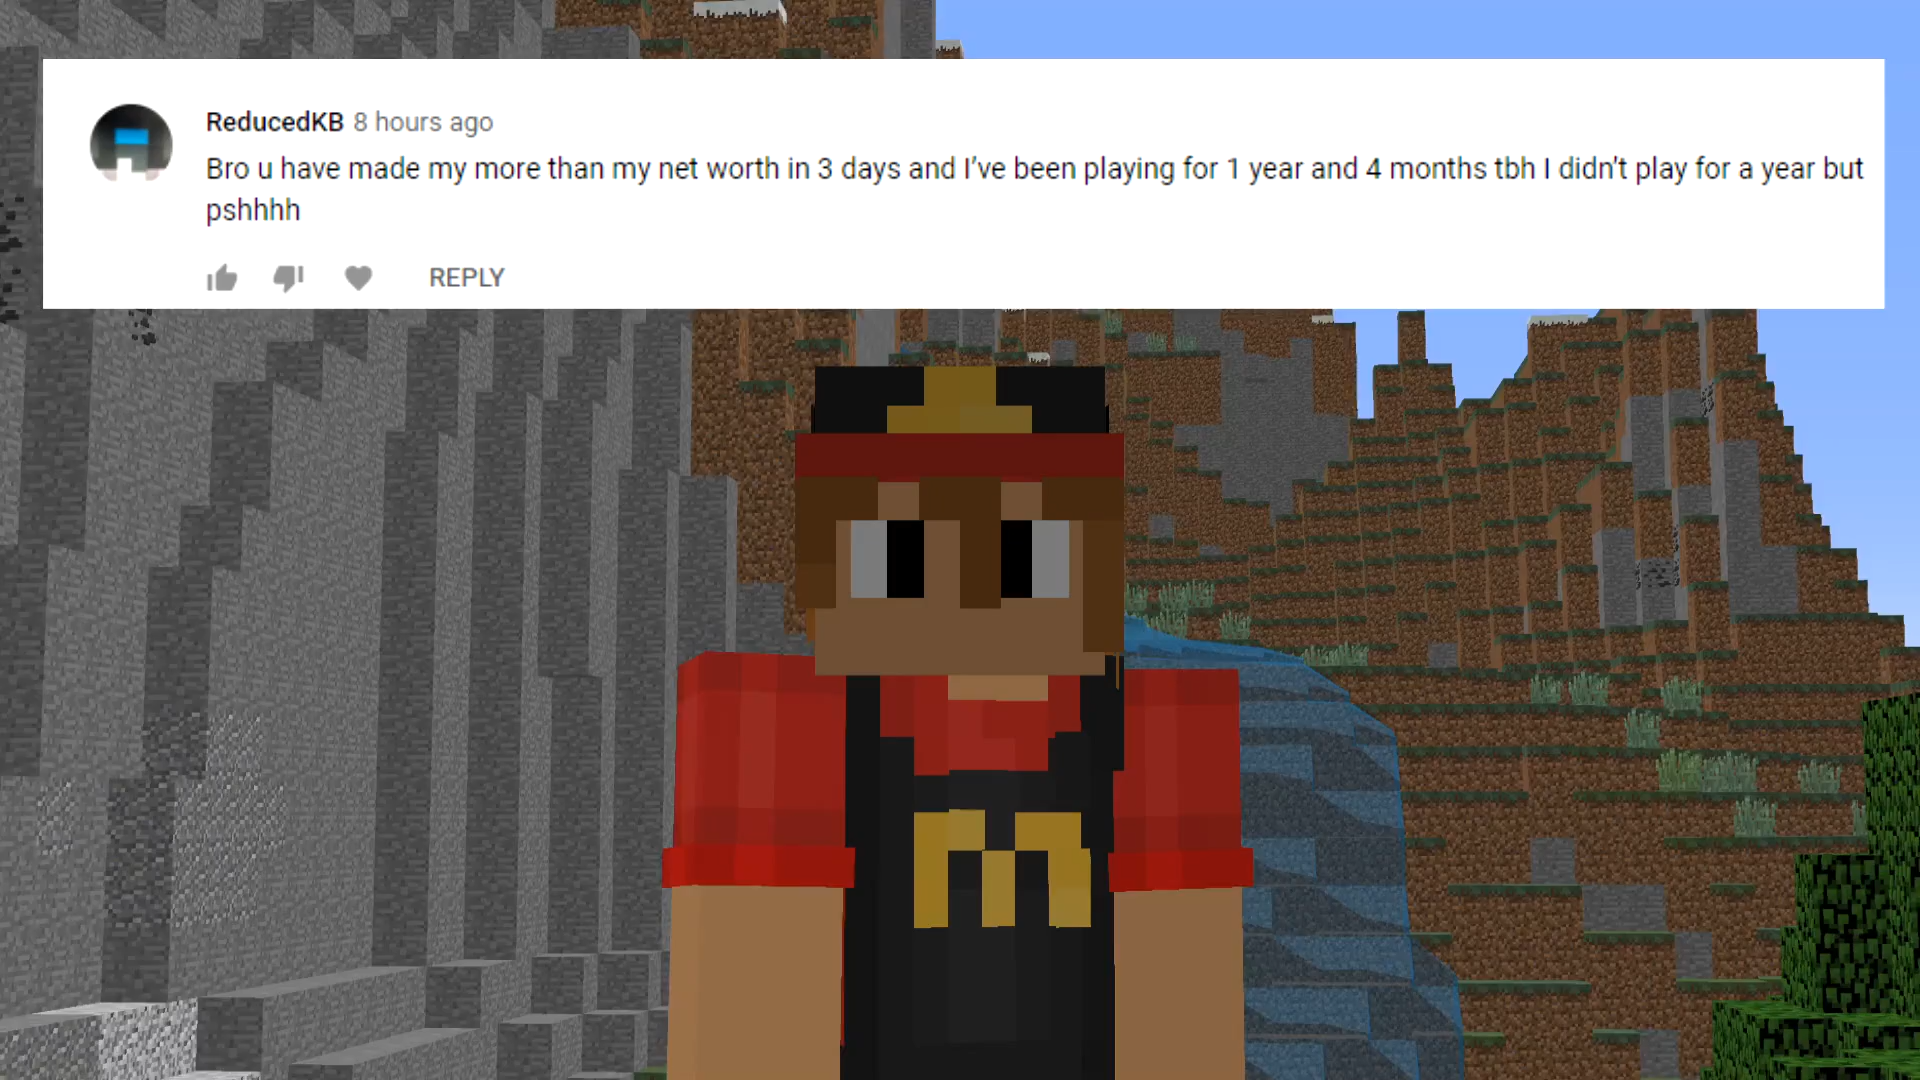 ReducedKB 8 hours ago
Bro u have made my more than my net worth in 3 days and I’ve been playing for 1 year and 4 months tbh I didn’t play for a year but
pshhhh
REPLY